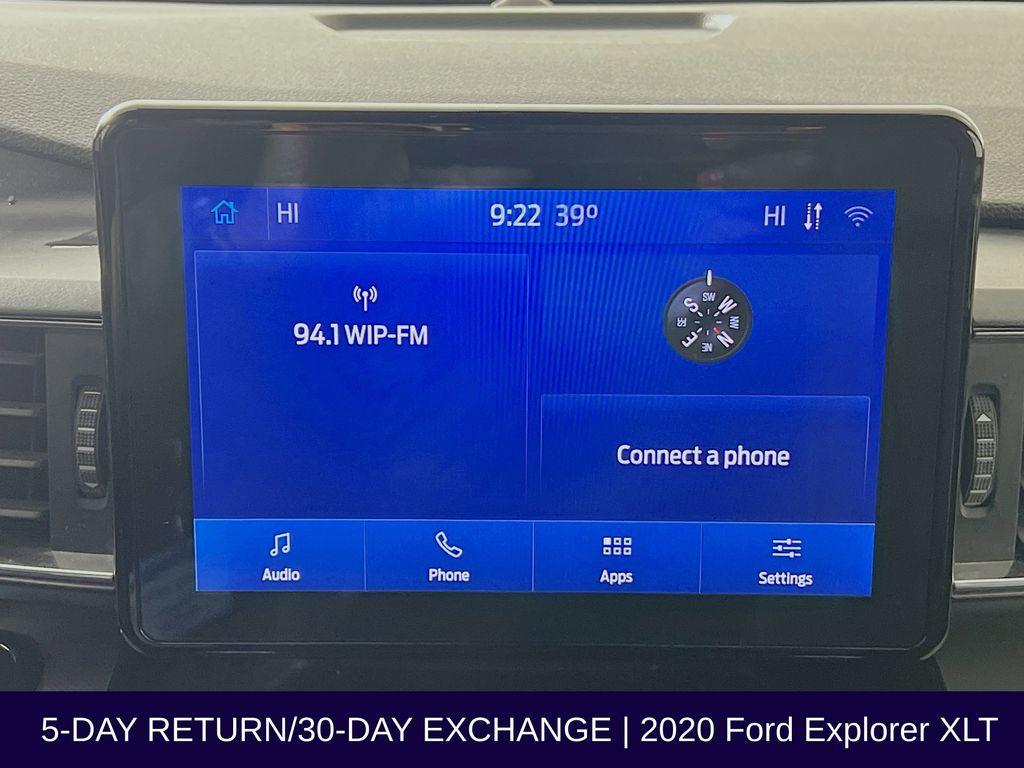 HI 9:22 39º HI
94.1 WIP-FM
SW
S W
SE NW
E N
NE
Connect a phone
Audio Phone Apps Settings
5-DAY RETURN/30-DAY EXCHANGE | 2020 Ford Explorer XLT